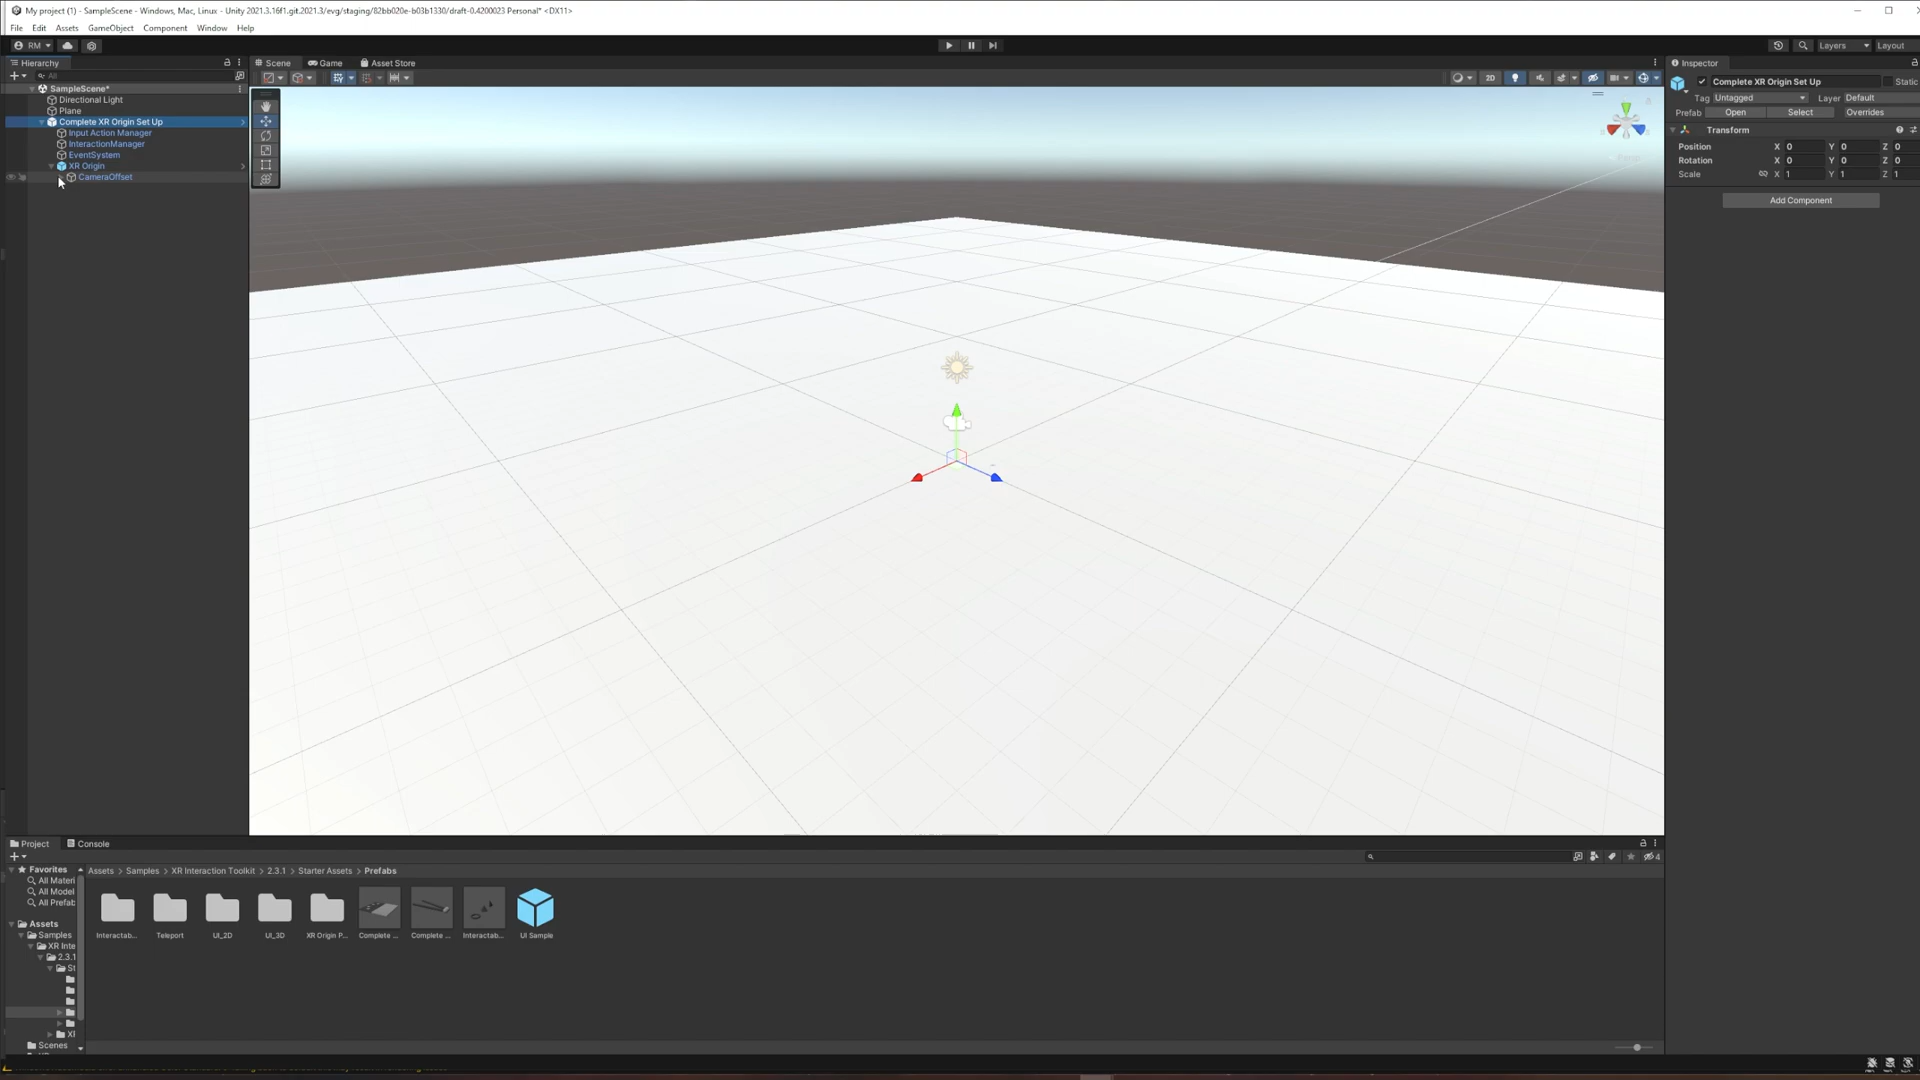 My project (1) - SampleScene - Windows, Mac, Linux - Unity 2021.3.16f1.git.2021.3/evg/staging/82bb020e-b03b1330/draft-0.4200023 Personal* <DX11>
File Edit Assets GameObject Component Window Help
RM Layers Layout
Hierarchy
All
SampleScene*
Directional Light
Plane
Complete XR Origin Set Up
Input Action Manager
InteractionManager
EventSystem
XR Origin
CameraOffset
Scene Game Asset Store
2D
Inspector
Complete XR Origin Set Up Static
Tag Untagged Layer Default
Prefab Open Select Overrides
Transform
Position X 0 Y 0 Z 0
Rotation X 0 Y 0 Z 0
Scale X 1 Y 1 Z 1
Add Component
Project Console
4
Favorites
All Materi
All Model
All Prefab
Assets
Samples
XR Inte
2.3.1
St
XI
Scenes
Assets > Samples > XR Interaction Toolkit > 2.3.1 > Starter Assets > Prefabs
Interactab... Teleport UI_2D UI_3D XR Origin P... Complete ... Complete ... Interactab... UI Sample